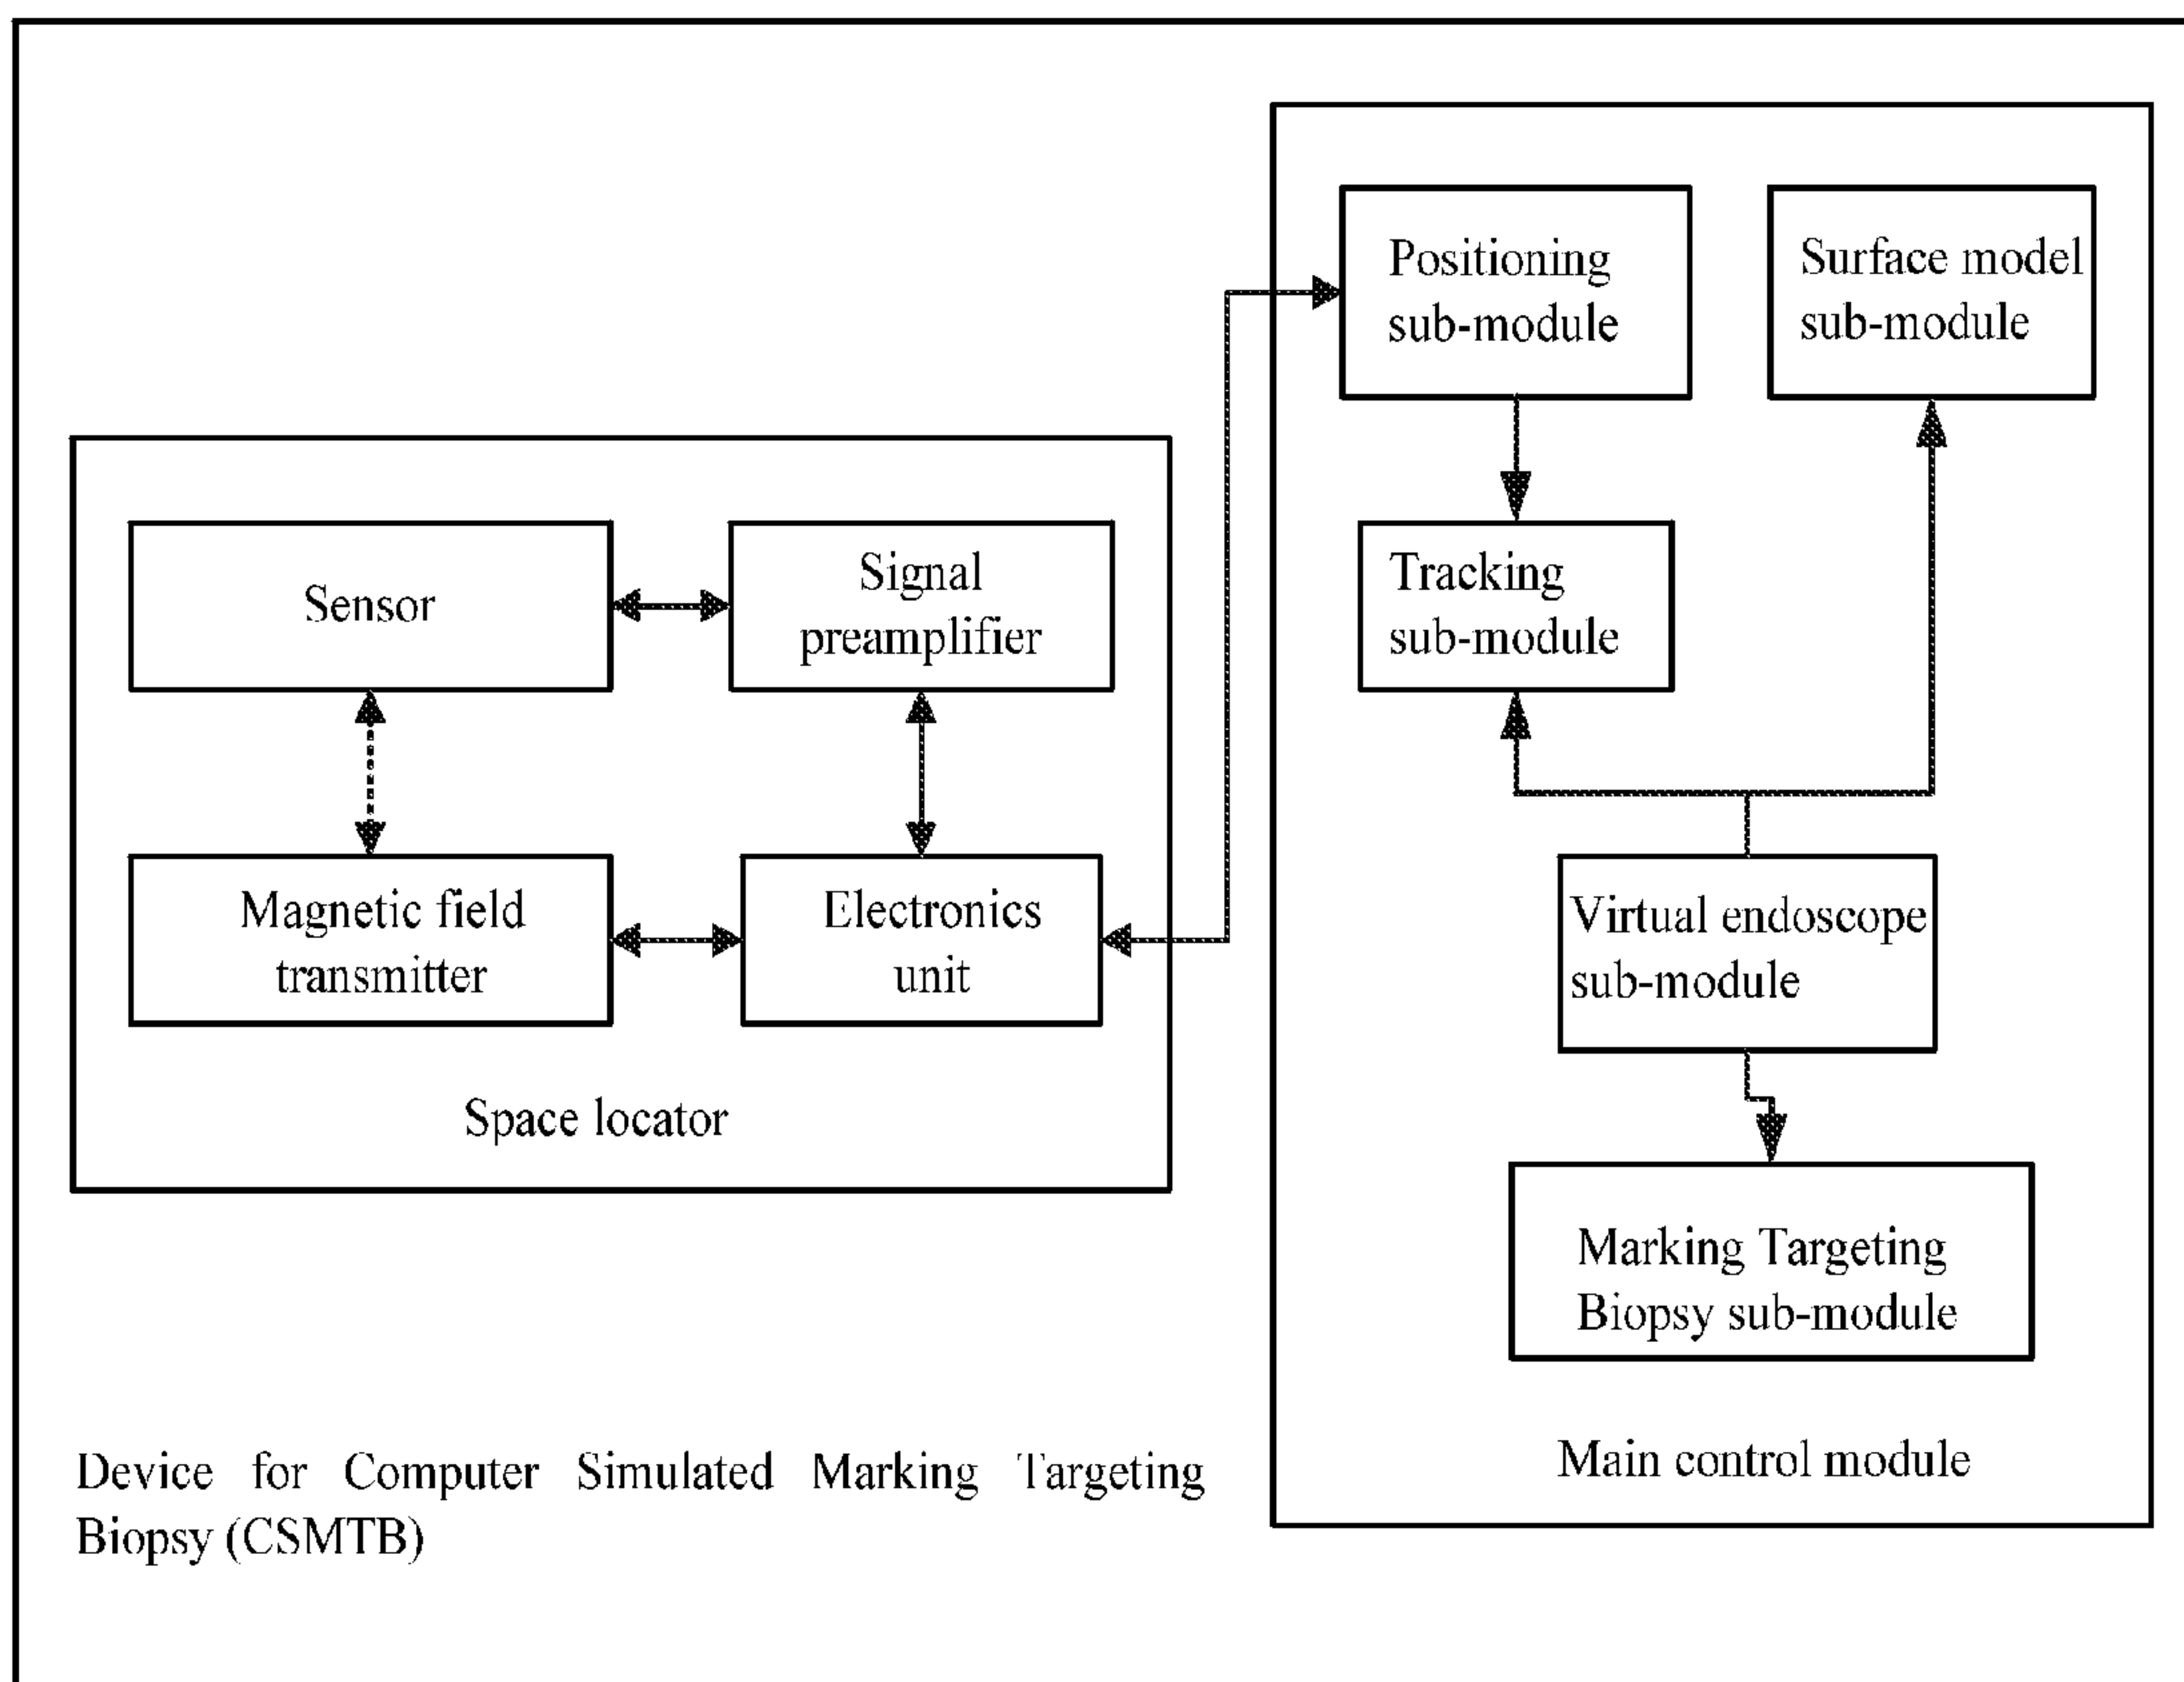 Positioning
sub-module
Surface model
sub-module
Sensor
Signal
preamplifier
Tracking
sub-module
Magnetic field
transmitter
Electronics
unit
Virtual endoscope
sub-module
Space locator
Marking Targeting
Biopsy sub-module
Main control module
Device for Computer Simulated Marking Targeting
Biopsy (CSMTB)